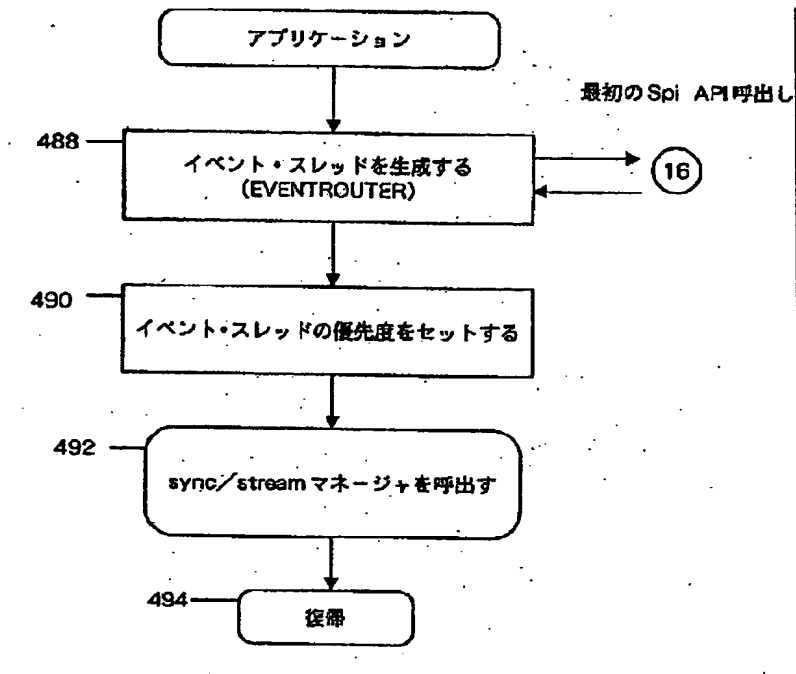 アプリケーション
最初のSpi API呼出し
488
イベント・スレッドを生成する
(EVENTROUTER)
16
490
イベント・スレッドの優先度をセットする
492
sync/streamマネージャを呼出す
494
復帰